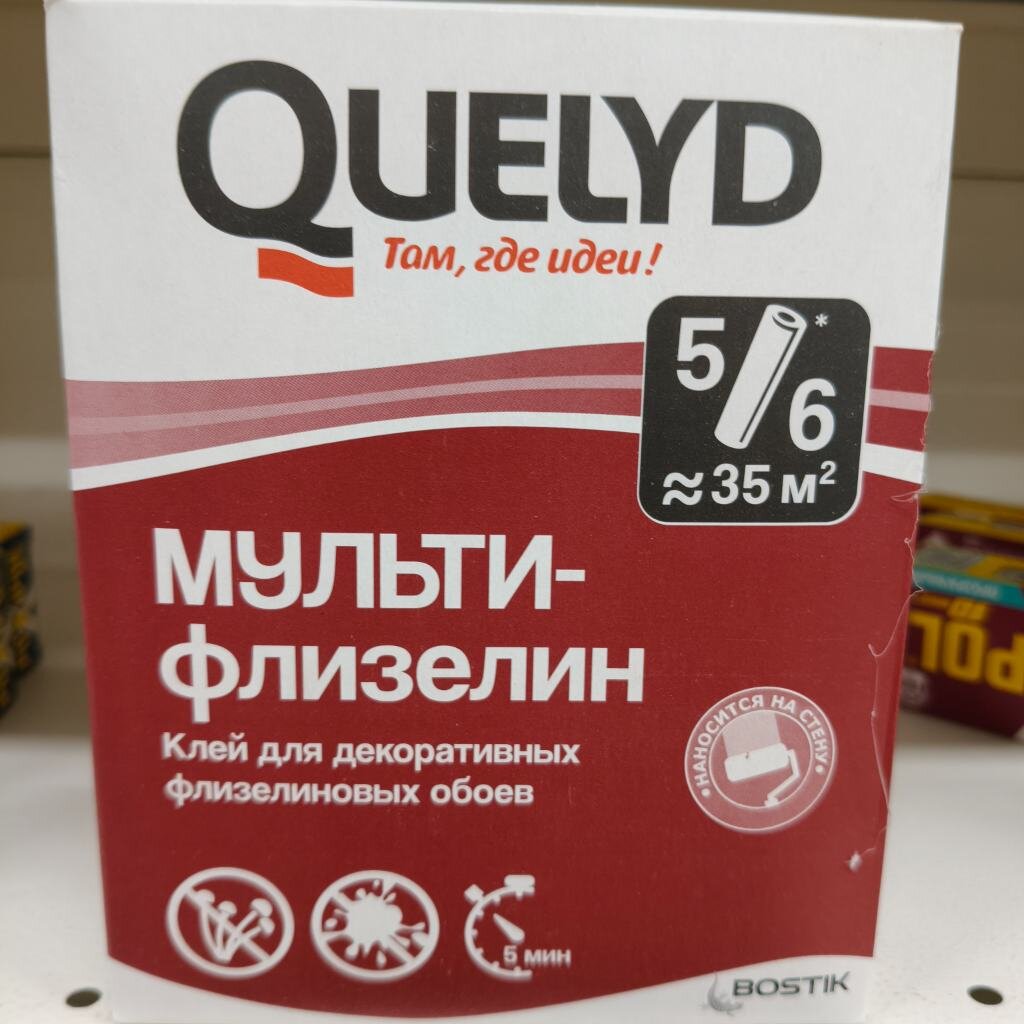 QUELYD
Там, где идеи!
5/6*
≈35 м²
МУЛЬТИ-
ФЛИЗЕЛИН
Клей для декоративных
флизелиновых обоев
•НАНОСИТСЯ НА СТЕНУ•
5 МИН
BOSTIK
POL